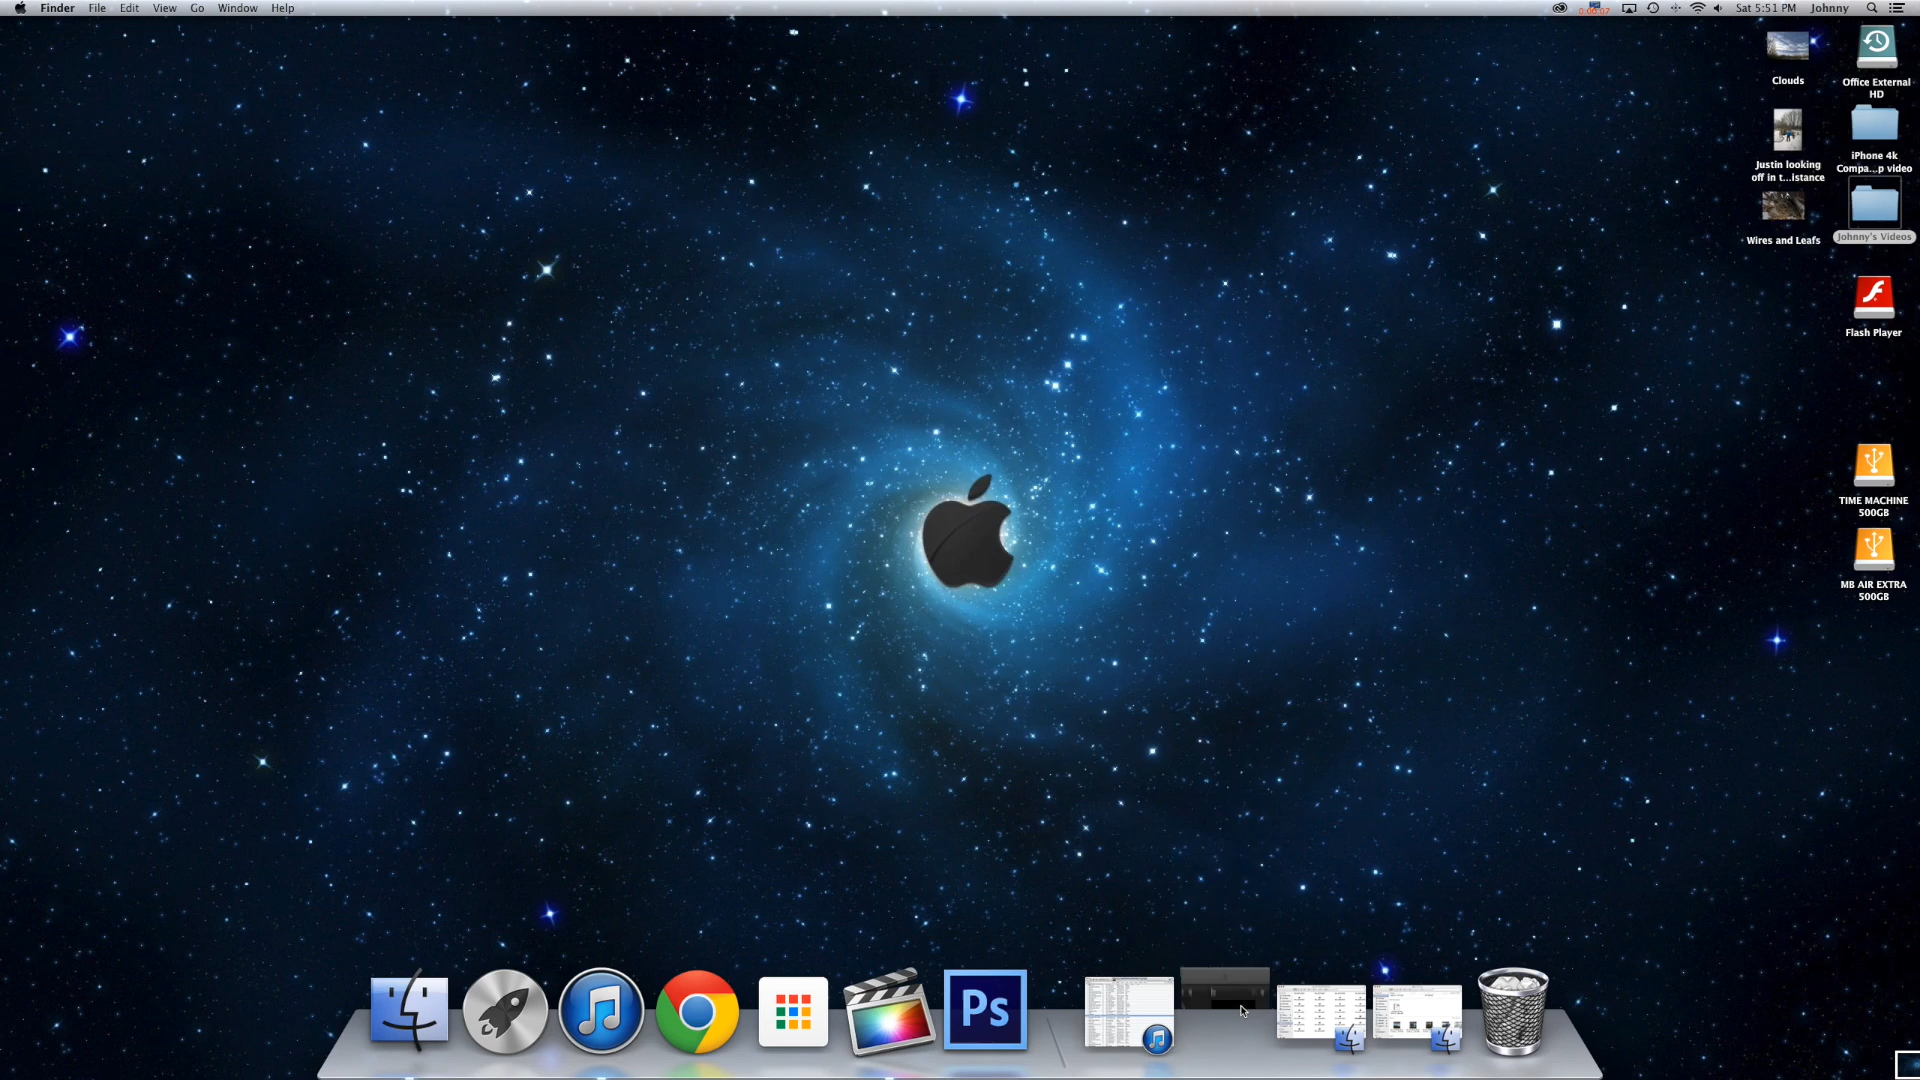 Finder File Edit View Go Window Help
Sat 5:51 PM Johnny
Clouds
Office External
HD
Justin looking
off in t...istance
iPhone 4k
Compa...p video
Wires and Leafs
Johnny's Videos
Flash Player
TIME MACHINE
500GB
MB AIR EXTRA
500GB
Ps